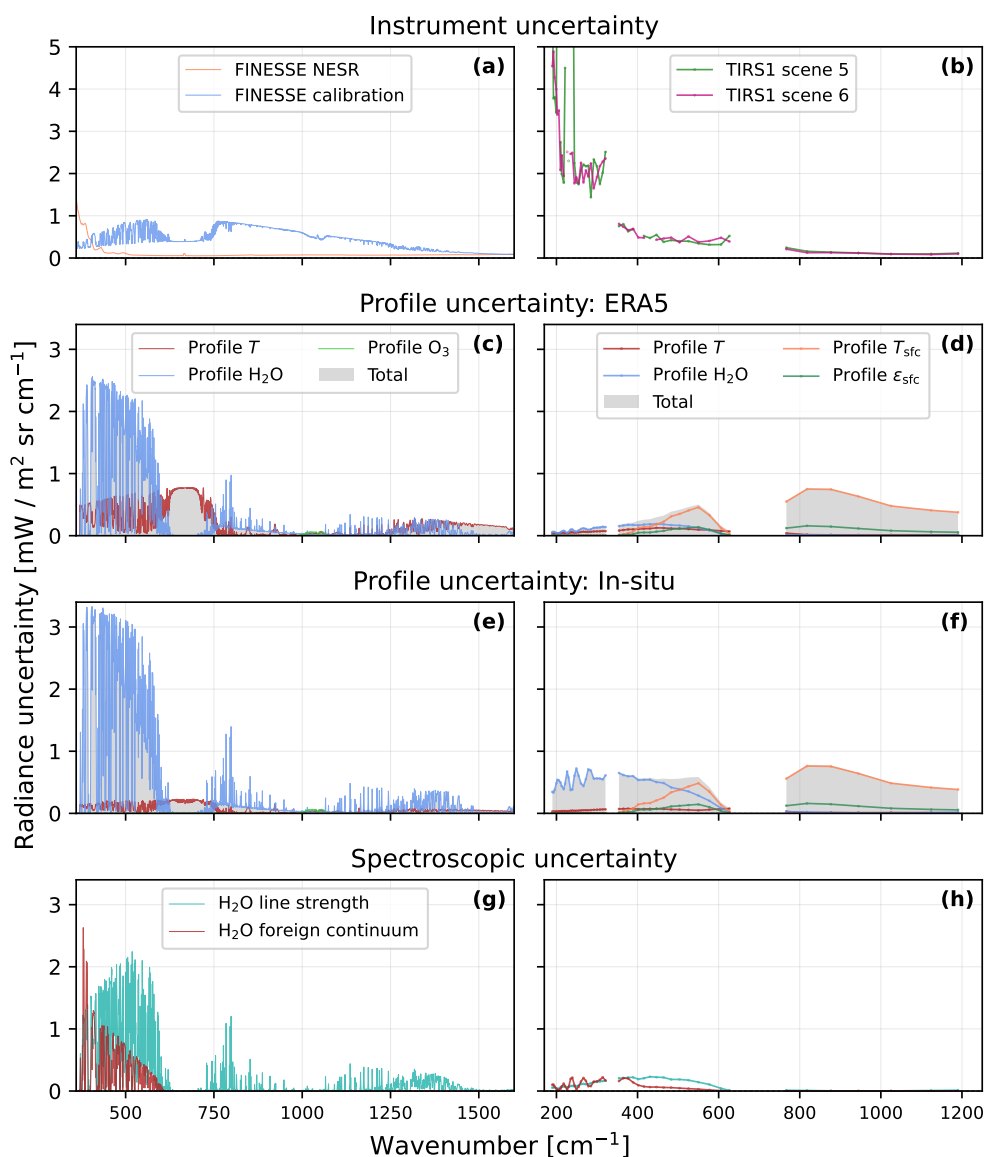 Instrument uncertainty
5
4
3
2
1
0
FINESSE NESR
FINESSE calibration
(a)
TIRS1 scene 5
TIRS1 scene 6
(b)
Profile uncertainty: ERA5
3
2
1
0
Profile T
Profile H₂O
Profile O₃
Total
(c)
Profile T
Profile H₂O
Total
Profile T_sfc
Profile ε_sfc
(d)
Profile uncertainty: In-situ
3
2
1
0
(e)
(f)
Spectroscopic uncertainty
3
2
1
0
H₂O line strength
H₂O foreign continuum
(g)
(h)
500 750 1000 1250 1500
200 400 600 800 1000 1200
Radiance uncertainty [mW / m² sr cm⁻¹]
Wavenumber [cm⁻¹]